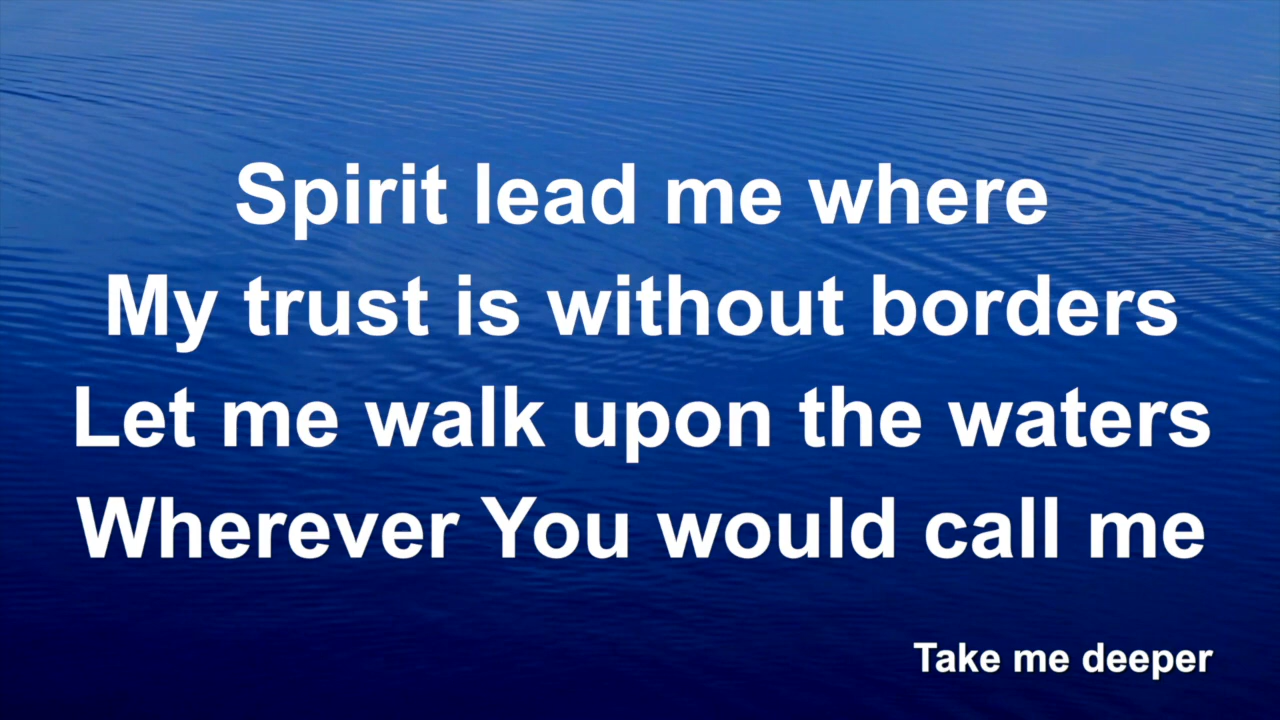 Spirit lead me where
My trust is without borders
Let me walk upon the waters
Wherever You would call me
Take me deeper